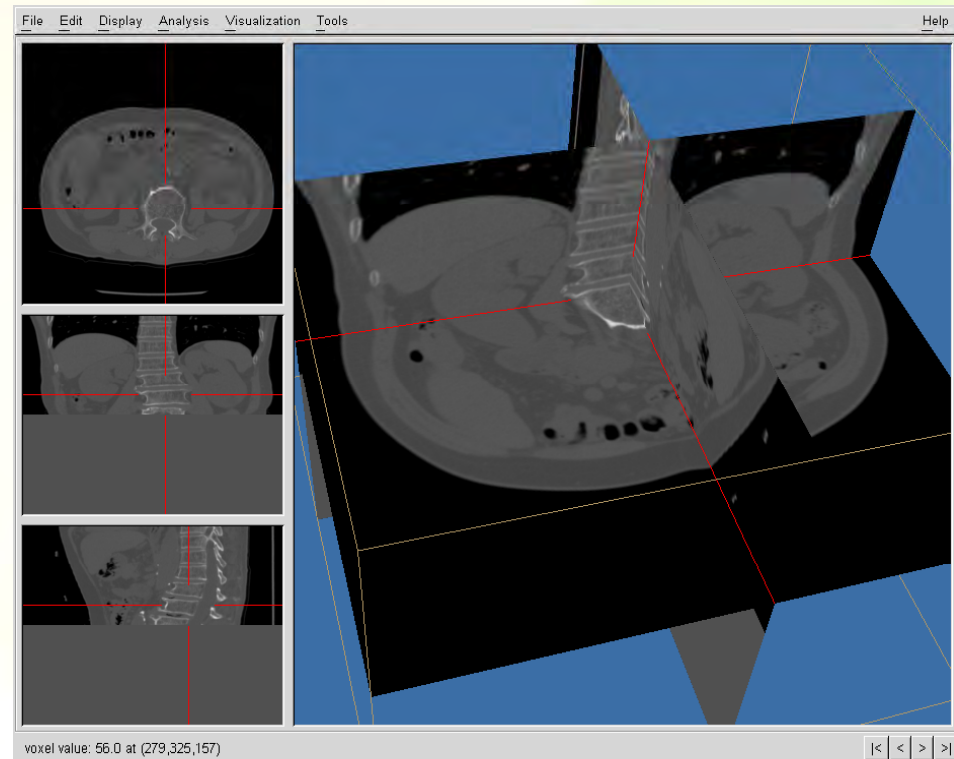 File Edit Display Analysis Visualization Tools Help
voxel value: 56.0 at (279,325,157) |< < > >|